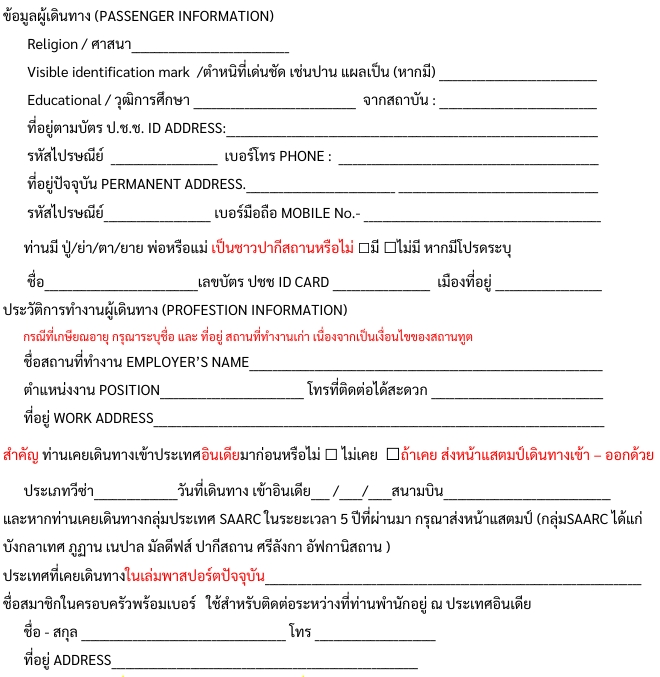 ข้อมูลผู้เดินทาง (PASSENGER INFORMATION)
Religion / ศาสนา____________________
Visible identification mark /ตำหนิที่เด่นชัด เช่นปาน แผลเป็น (หากมี) ____________________
Educational / วุฒิการศึกษา ____________________ จากสถาบัน : ____________________
ที่อยู่ตามบัตร ป.ช.ช. ID ADDRESS:____________________
รหัสไปรษณีย์ ______________ เบอร์โทร PHONE : ____________________
ที่อยู่ปัจจุบัน PERMANENT ADDRESS.____________________ ____________________
รหัสไปรษณีย์______________ เบอร์มือถือ MOBILE No.- ____________________
ท่านมี ปู่/ย่า/ตา/ยาย พ่อหรือแม่ เป็นชาวปากีสถานหรือไม่ ☐มี ☐ไม่มี หากมีโปรดระบุ
ชื่อ____________________เลขบัตร ปชช ID CARD _____________ เมืองที่อยู่ ______________
ประวัติการทำงานผู้เดินทาง (PROFESTION INFORMATION)
กรณีที่เกษียณอายุ กรุณาระบุชื่อ และ ที่อยู่ สถานที่ทำงานเก่า เนื่องจากเป็นเงื่อนไขของสถานทูต
ชื่อสถานที่ทำงาน EMPLOYER'S NAME____________________
ตำแหน่งงาน POSITION____________________ โทรที่ติดต่อได้สะดวก ____________________
ที่อยู่ WORK ADDRESS____________________
สำคัญ ท่านเคยเดินทางเข้าประเทศอินเดียมาก่อนหรือไม่ ☐ ไม่เคย ☐ถ้าเคย ส่งหน้าแสตมป์เดินทางเข้า – ออกด้วย
ประเภทวีซ่า___________วันที่เดินทาง เข้าอินเดีย___/___/___สนามบิน____________________
และหากท่านเคยเดินทางกลุ่มประเทศ SAARC ในระยะเวลา 5 ปีที่ผ่านมา กรุณาส่งหน้าแสตมป์ (กลุ่มSAARC ได้แก่
บังกลาเทศ ภูฏาน เนปาล มัลดีฟส์ ปากีสถาน ศรีลังกา อัฟกานิสถาน )
ประเทศที่เคยเดินทางในเล่มพาสปอร์ตปัจจุบัน____________________
ชื่อสมาชิกในครอบครัวพร้อมเบอร์ ใช้สำหรับติดต่อระหว่างที่ท่านพำนักอยู่ ณ ประเทศอินเดีย
ชื่อ - สกุล ____________________ โทร ________________
ที่อยู่ ADDRESS____________________